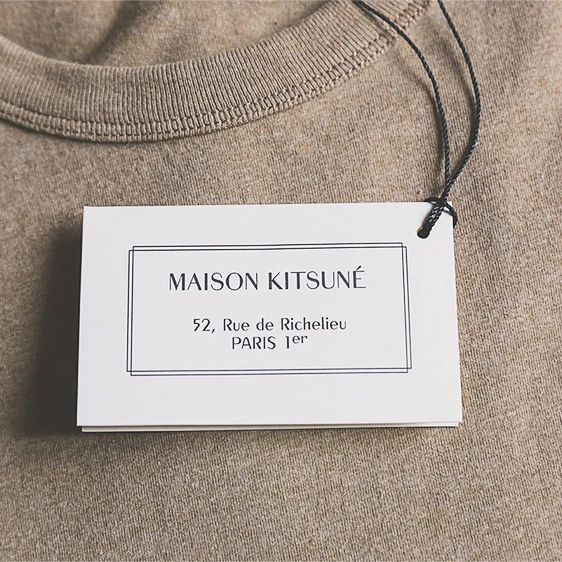 MAISON KITSUNÉ
52, Rue de Richelieu
PARIS 1er